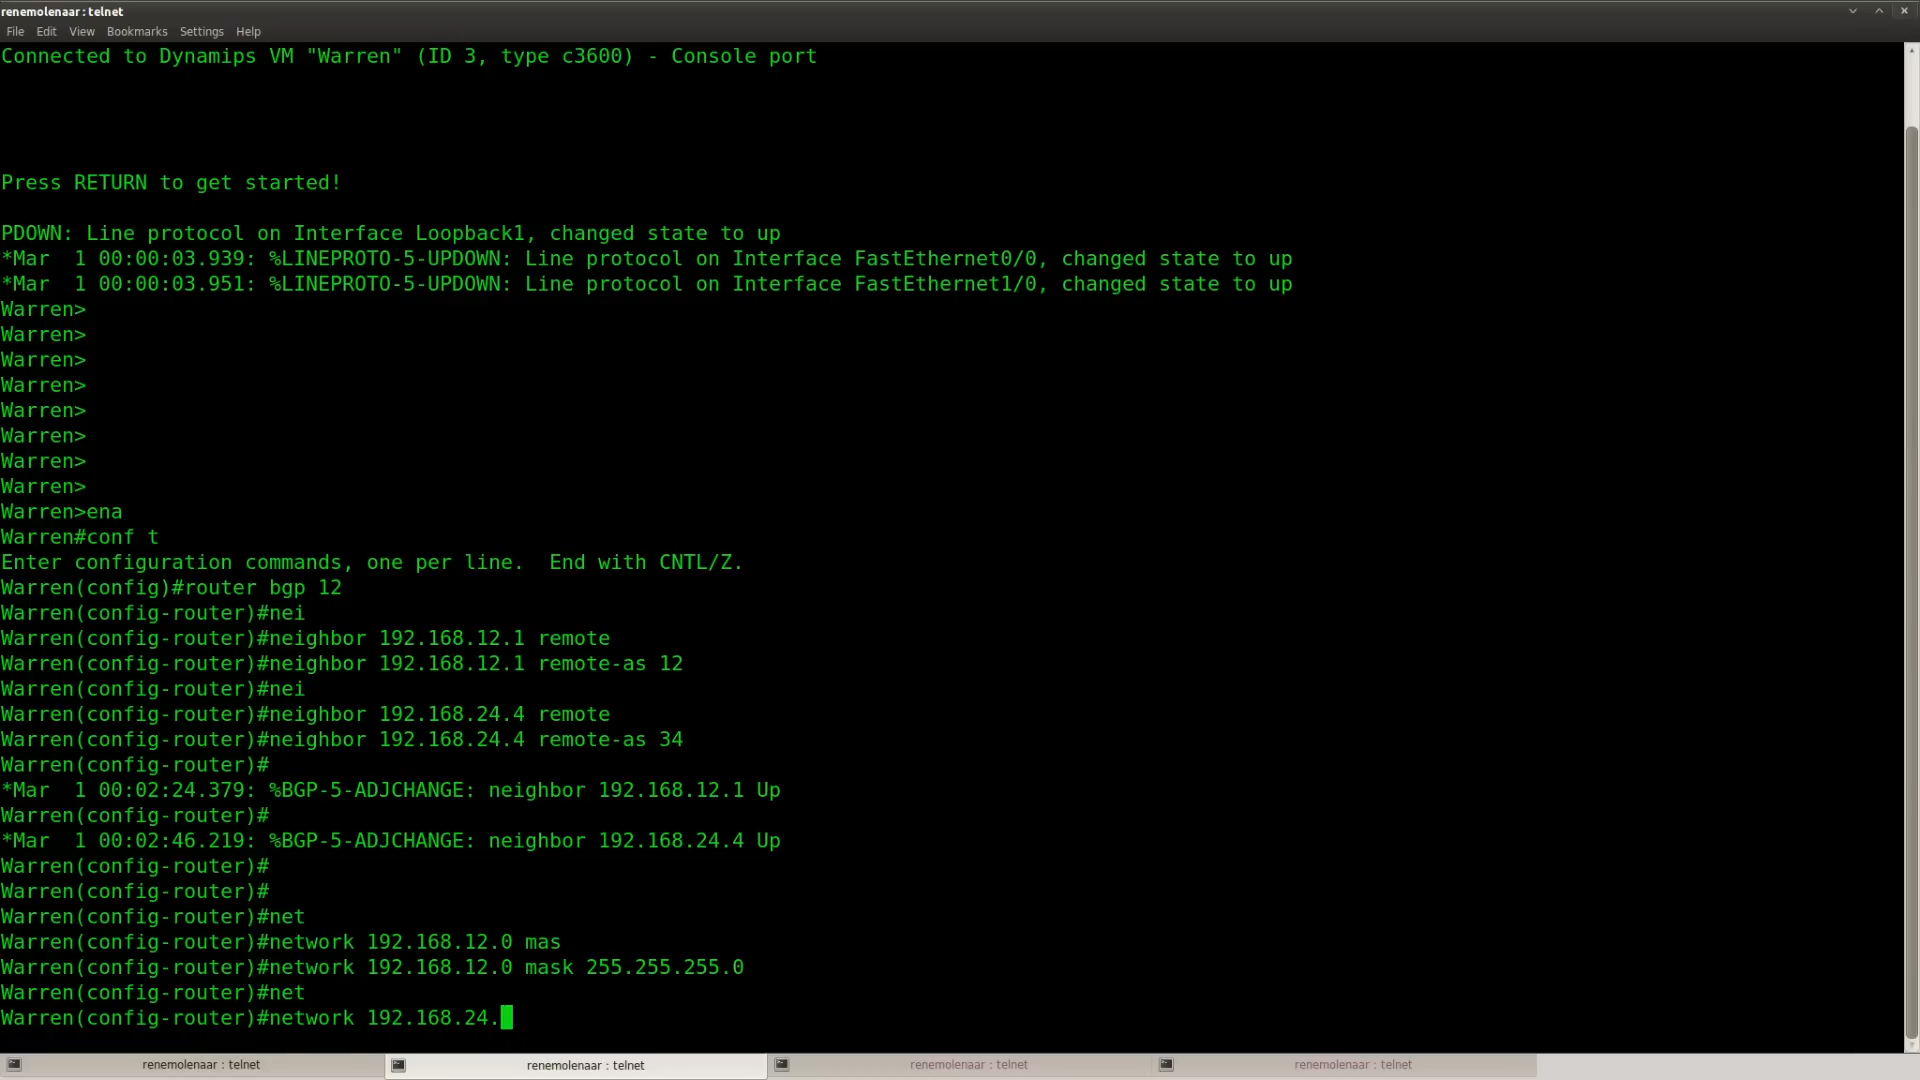 renemolenaar : telnet
File Edit View Bookmarks Settings Help
Connected to Dynamips VM "Warren" (ID 3, type c3600) - Console port
Press RETURN to get started!
PDOWN: Line protocol on Interface Loopback1, changed state to up
*Mar  1 00:00:03.939: %LINEPROTO-5-UPDOWN: Line protocol on Interface FastEthernet0/0, changed state to up
*Mar  1 00:00:03.951: %LINEPROTO-5-UPDOWN: Line protocol on Interface FastEthernet1/0, changed state to up
Warren>
Warren>
Warren>
Warren>
Warren>
Warren>
Warren>
Warren>
Warren>ena
Warren#conf t
Enter configuration commands, one per line.  End with CNTL/Z.
Warren(config)#router bgp 12
Warren(config-router)#nei
Warren(config-router)#neighbor 192.168.12.1 remote
Warren(config-router)#neighbor 192.168.12.1 remote-as 12
Warren(config-router)#nei
Warren(config-router)#neighbor 192.168.24.4 remote
Warren(config-router)#neighbor 192.168.24.4 remote-as 34
Warren(config-router)#
*Mar  1 00:02:24.379: %BGP-5-ADJCHANGE: neighbor 192.168.12.1 Up
Warren(config-router)#
*Mar  1 00:02:46.219: %BGP-5-ADJCHANGE: neighbor 192.168.24.4 Up
Warren(config-router)#
Warren(config-router)#
Warren(config-router)#net
Warren(config-router)#network 192.168.12.0 mas
Warren(config-router)#network 192.168.12.0 mask 255.255.255.0
Warren(config-router)#net
Warren(config-router)#network 192.168.24.
renemolenaar : telnet renemolenaar : telnet renemolenaar : telnet renemolenaar : telnet